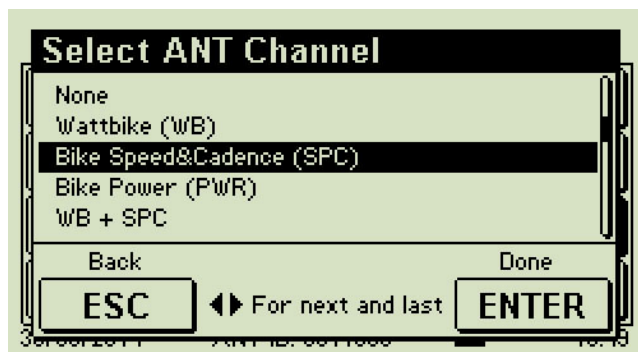 Select ANT Channel
None
Wattbike (WB)
Bike Speed&Cadence (SPC)
Bike Power (PWR)
WB + SPC
Back Done
ESC For next and last ENTER